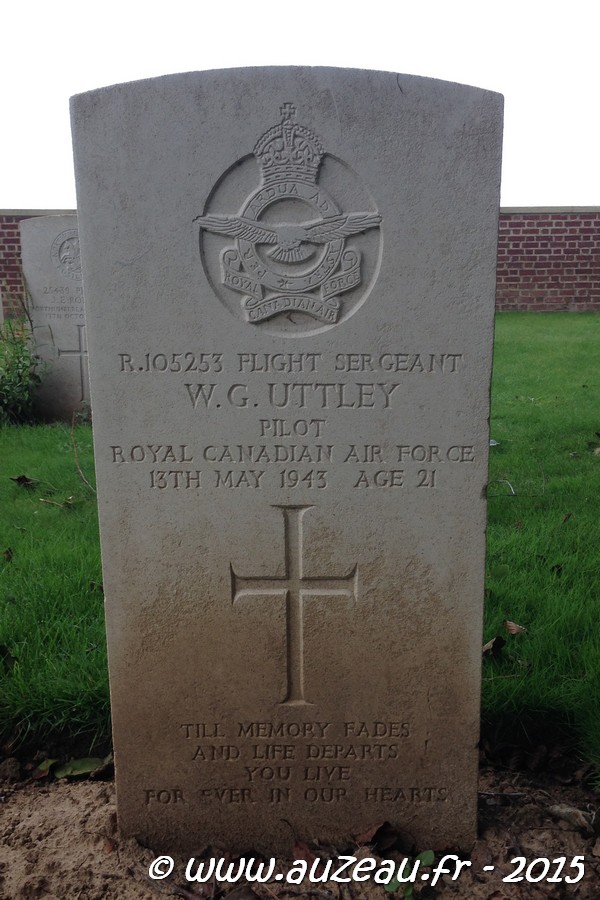 PER ARDUA AD ASTRA
ROYAL CANADIAN AIR FORCE
R.105253 FLIGHT SERGEANT
W.G. UTTLEY
PILOT
ROYAL CANADIAN AIR FORCE
13TH MAY 1943 AGE 21
TILL MEMORY FADES
AND LIFE DEPARTS
YOU LIVE
FOR EVER IN OUR HEARTS
© www.auzeau.fr - 2015